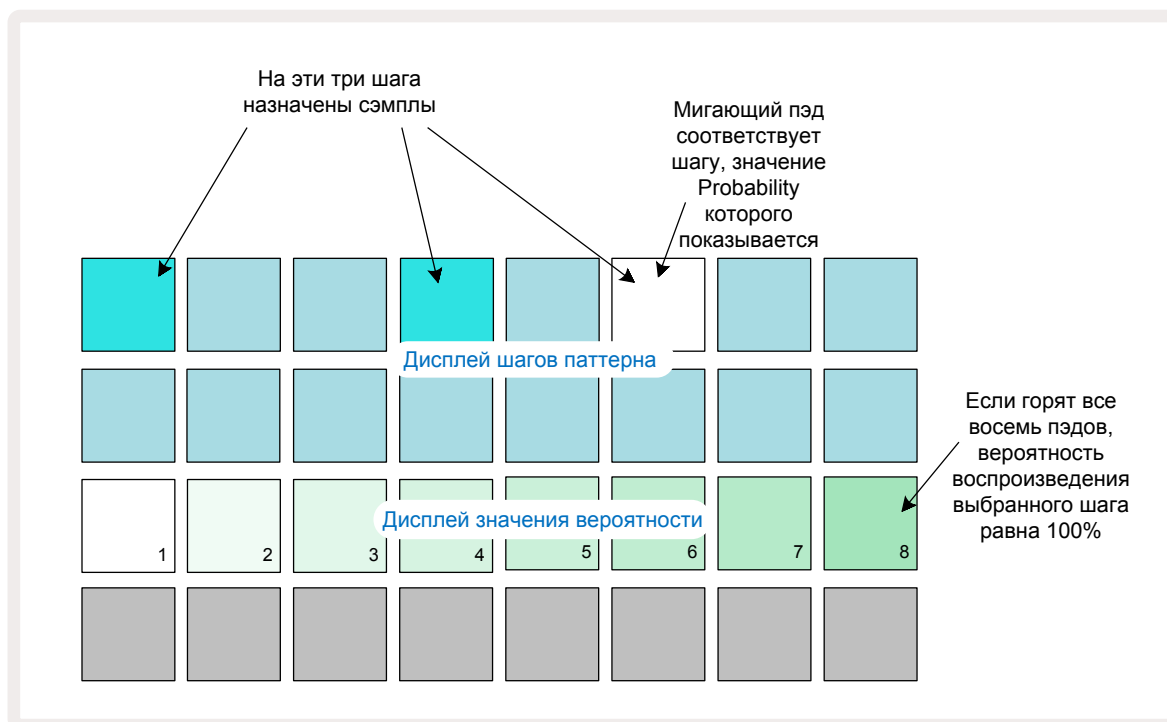 На эти три шага
назначены сэмплы
Мигающий пэд
соответствует
шагу, значение
Probability
которого
показывается
Дисплей шагов паттерна
Если горят все
восемь пэдов,
вероятность
воспроизведения
выбранного шага
равна 100%
Дисплей значения вероятности
1 2 3 4 5 6 7 8